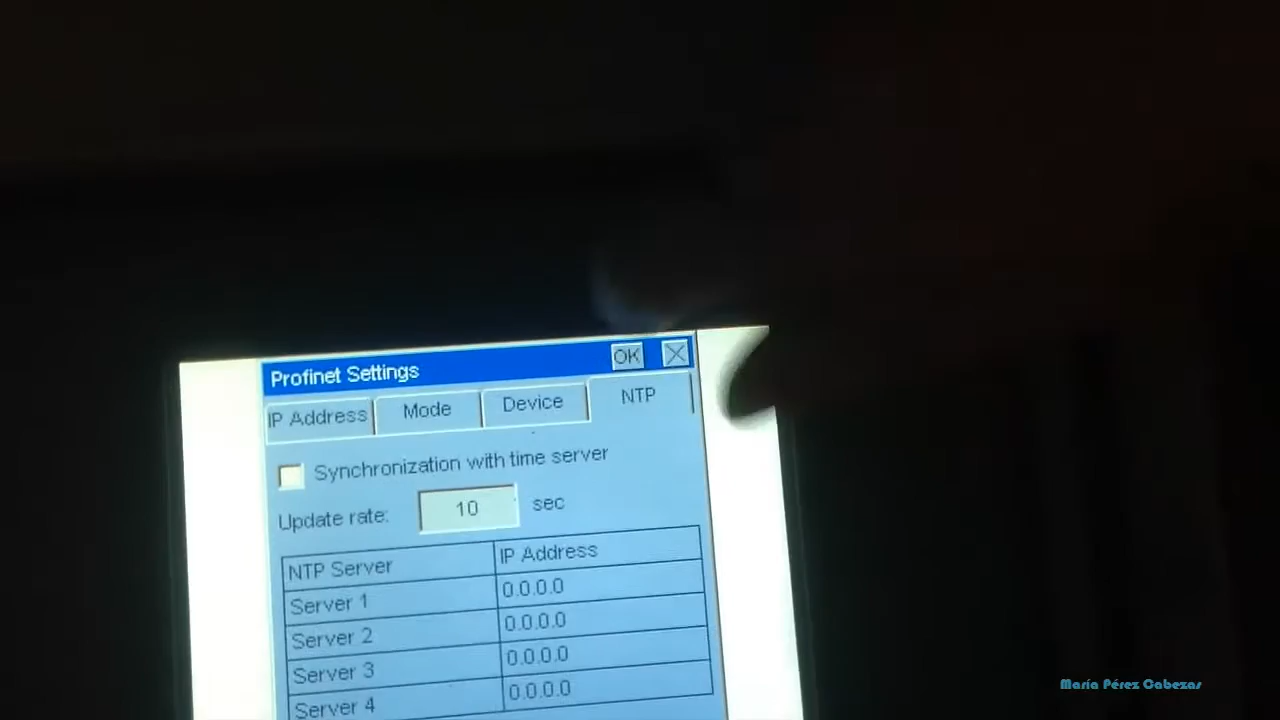 Profinet Settings OK
IP Address Mode Device NTP
Synchronization with time server
Update rate: 10 sec
NTP Server IP Address
Server 1 0.0.0.0
Server 2 0.0.0.0
Server 3 0.0.0.0
Server 4 0.0.0.0
María Pérez Cabezas